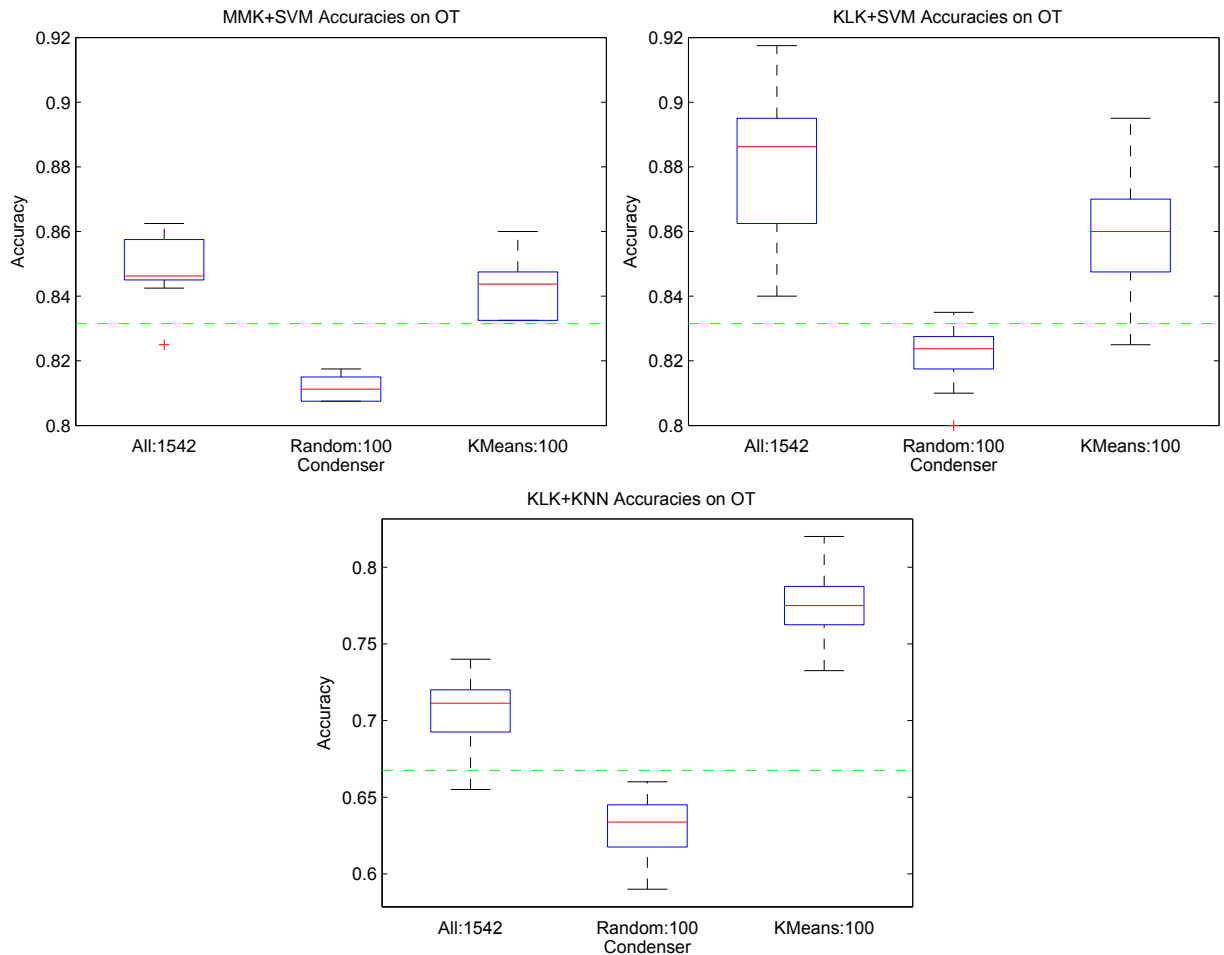 MMK+SVM Accuracies on OT
0.92
0.9
0.88
0.86
0.84
0.82
0.8
Accuracy
All:1542
Random:100
KMeans:100
Condenser
KLK+SVM Accuracies on OT
0.92
0.9
0.88
0.86
0.84
0.82
0.8
Accuracy
All:1542
Random:100
KMeans:100
Condenser
KLK+KNN Accuracies on OT
0.8
0.75
0.7
0.65
0.6
Accuracy
All:1542
Random:100
KMeans:100
Condenser